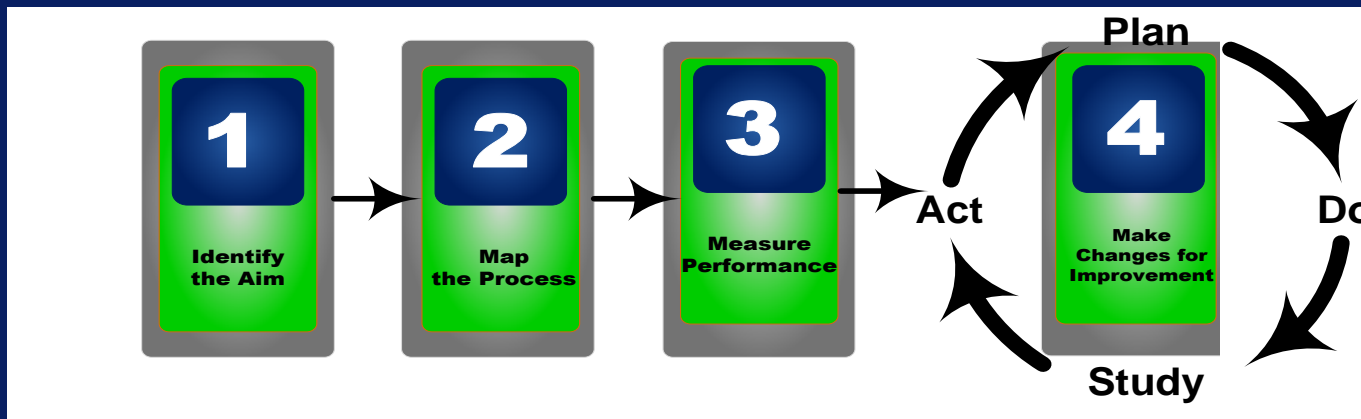 1
Identify
the Aim
2
Map
the Process
3
Measure
Performance
Plan
4
Make
Changes for
Improvement
Act
Do
Study